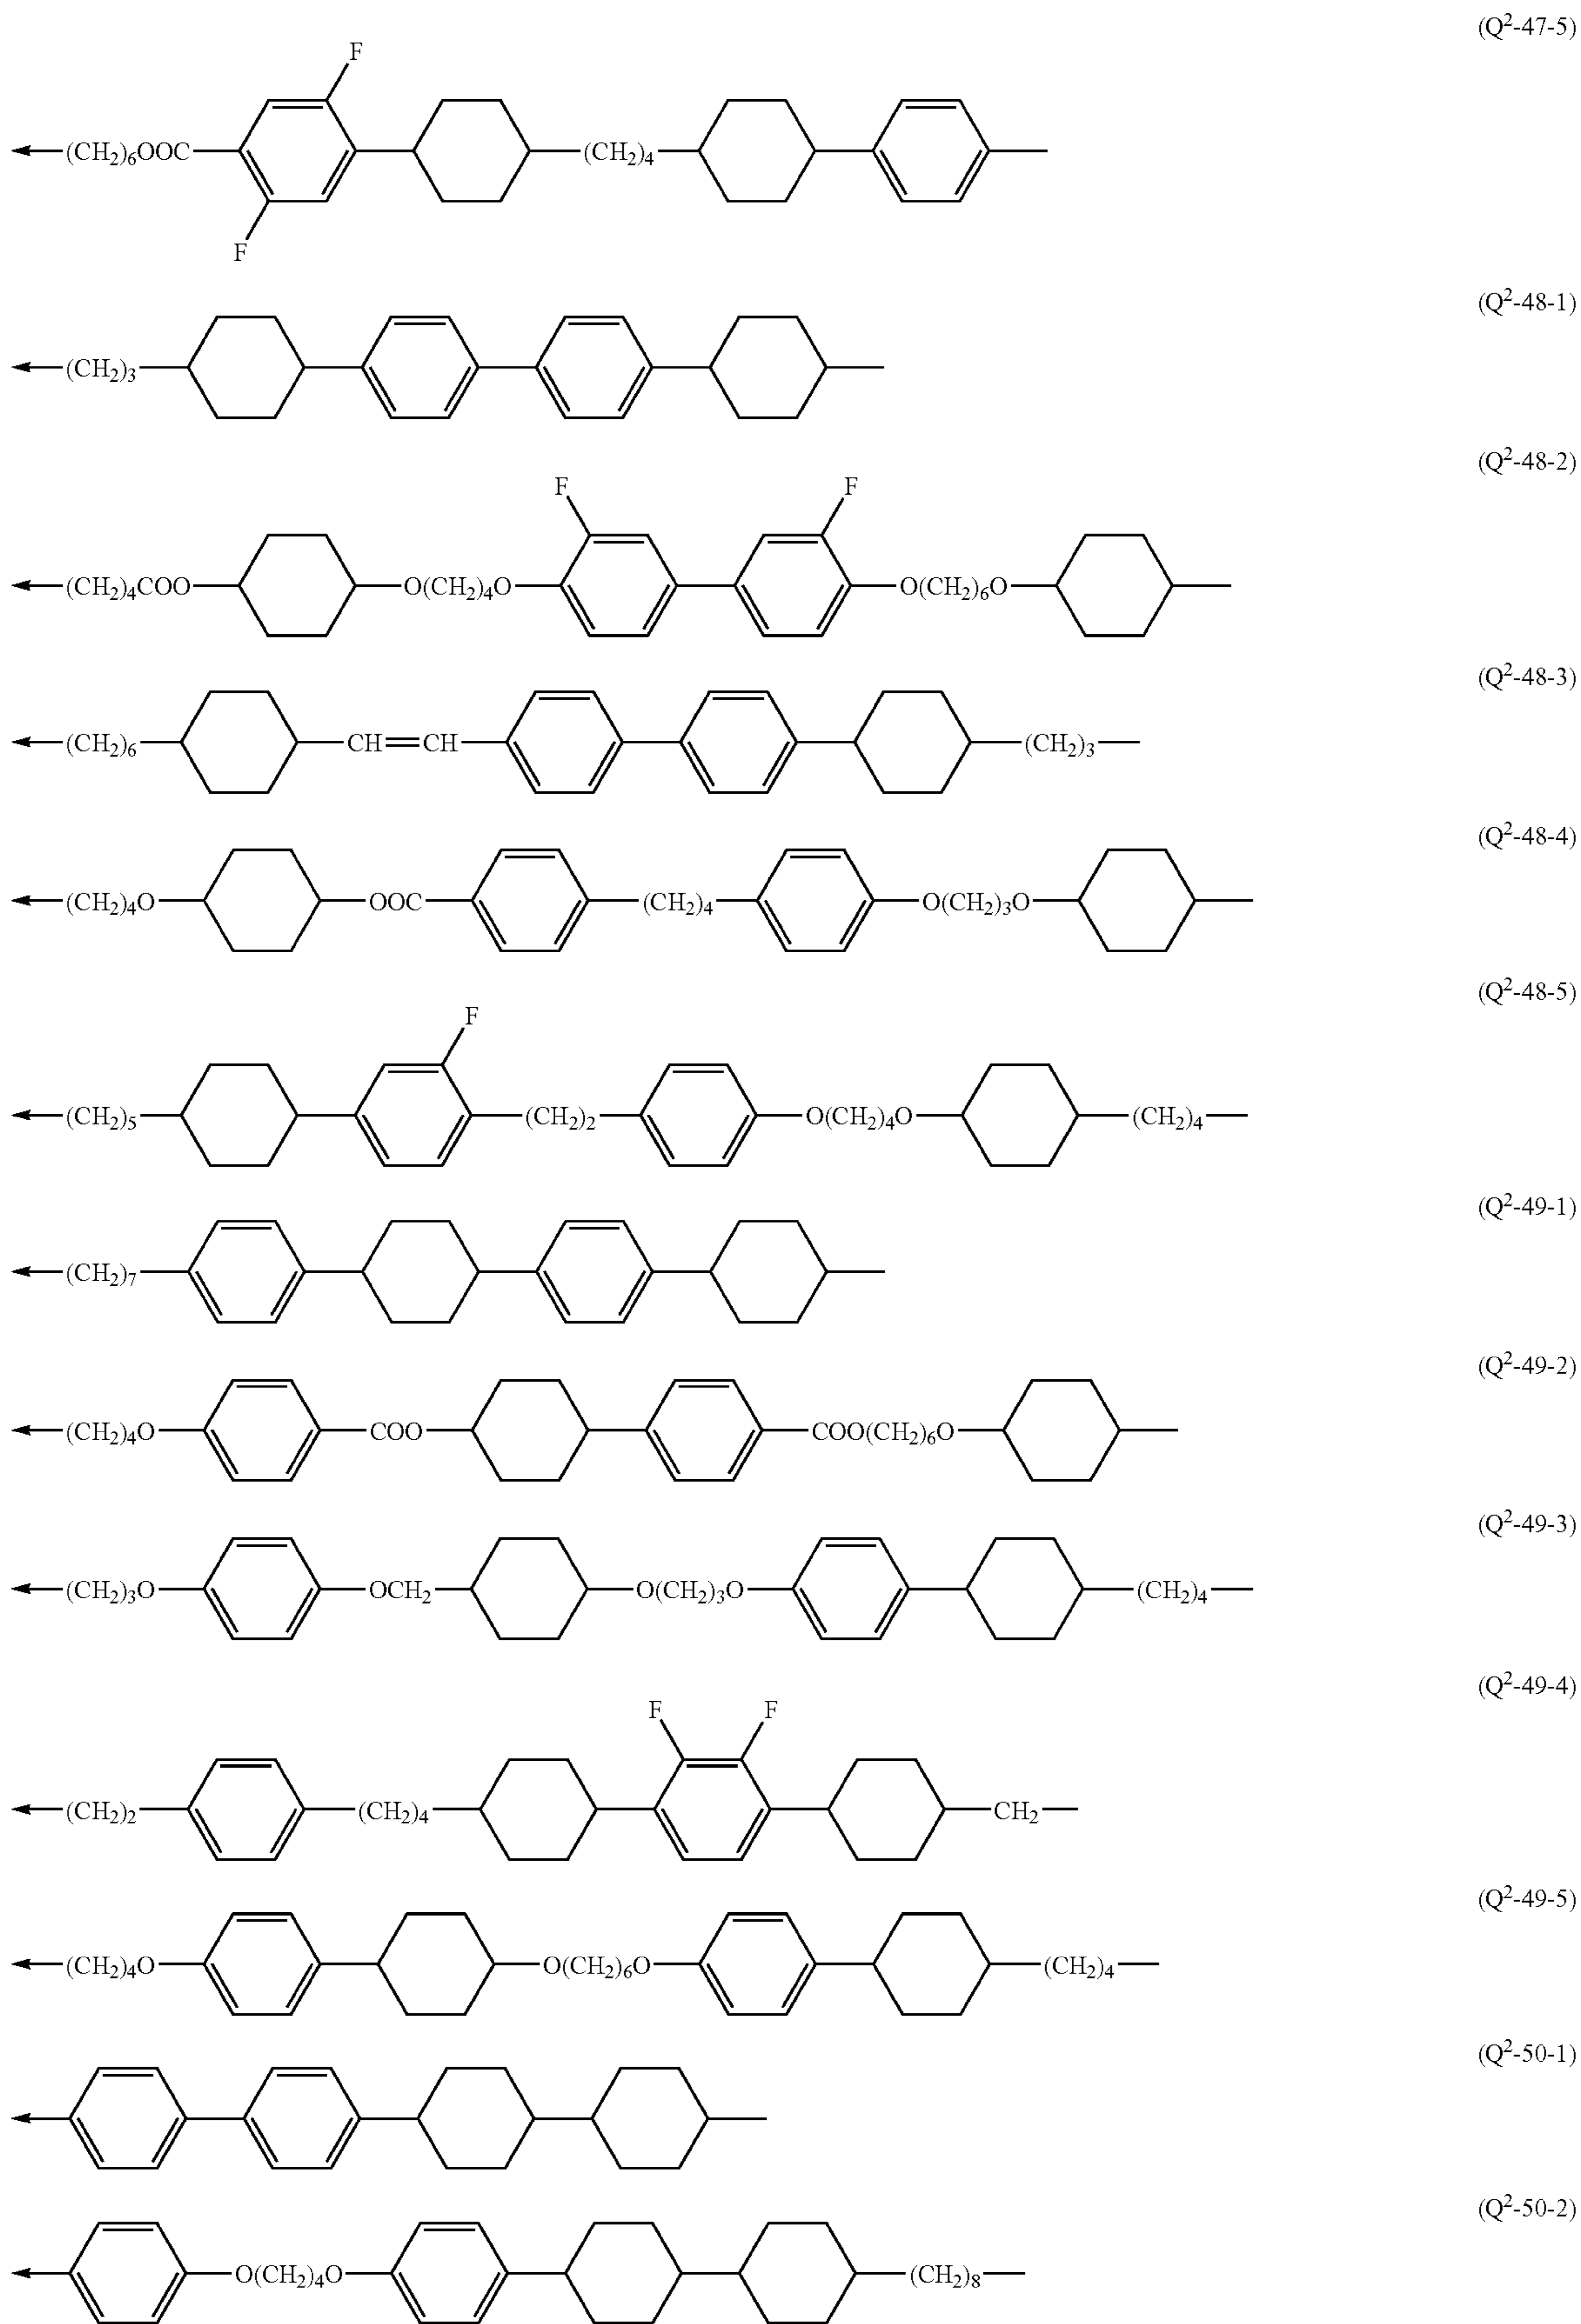 (Q²-47-5)
F
(CH₂)₆OOC (CH₂)₄
F
(Q²-48-1)
(CH₂)₃
(Q²-48-2)
F F
(CH₂)₄COO O(CH₂)₄O O(CH₂)₆O
(Q²-48-3)
(CH₂)₆ CH=CH (CH₂)₃
(Q²-48-4)
(CH₂)₄O OOC (CH₂)₄ O(CH₂)₃O
(Q²-48-5)
F
(CH₂)₅ (CH₂)₂ O(CH₂)₄O (CH₂)₄
(Q²-49-1)
(CH₂)₇
(Q²-49-2)
(CH₂)₄O COO COO(CH₂)₆O
(Q²-49-3)
(CH₂)₃O OCH₂ O(CH₂)₃O (CH₂)₄
(Q²-49-4)
F F
(CH₂)₂ (CH₂)₄ CH₂
(Q²-49-5)
(CH₂)₄O O(CH₂)₆O (CH₂)₄
(Q²-50-1)
(Q²-50-2)
O(CH₂)₄O (CH₂)₈